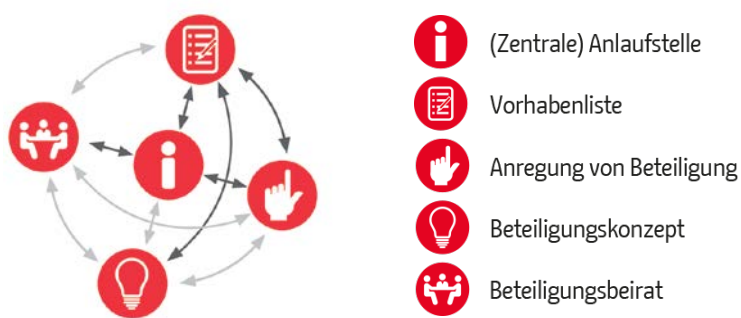 (Zentrale) Anlaufstelle
Vorhabenliste
Anregung von Beteiligung
Beteiligungskonzept
Beteiligungsbeirat